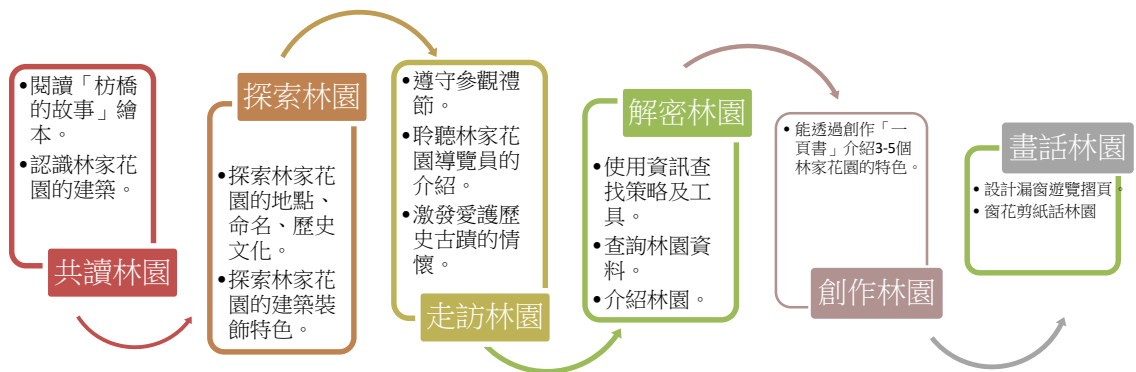 •閱讀「枋橋
的故事」繪
本。
•認識林家花
園的建築。
共讀林園
探索林園
•探索林家花
園的地點、
命名、歷史
文化。
•探索林家花
園的建築裝
飾特色。
•遵守參觀禮
節。
•聆聽林家花
園導覽員的
介紹。
•激發愛護歷
史古蹟的情
懷。
走訪林園
解密林園
•使用資訊查
找策略及工
具。
•查詢林園資
料。
•介紹林園。
•能透過創作「一
頁書」介紹3-5個
林家花園的特色。
創作林園
畫話林園
•設計漏窗遊覽摺頁。
•窗花剪紙話林園